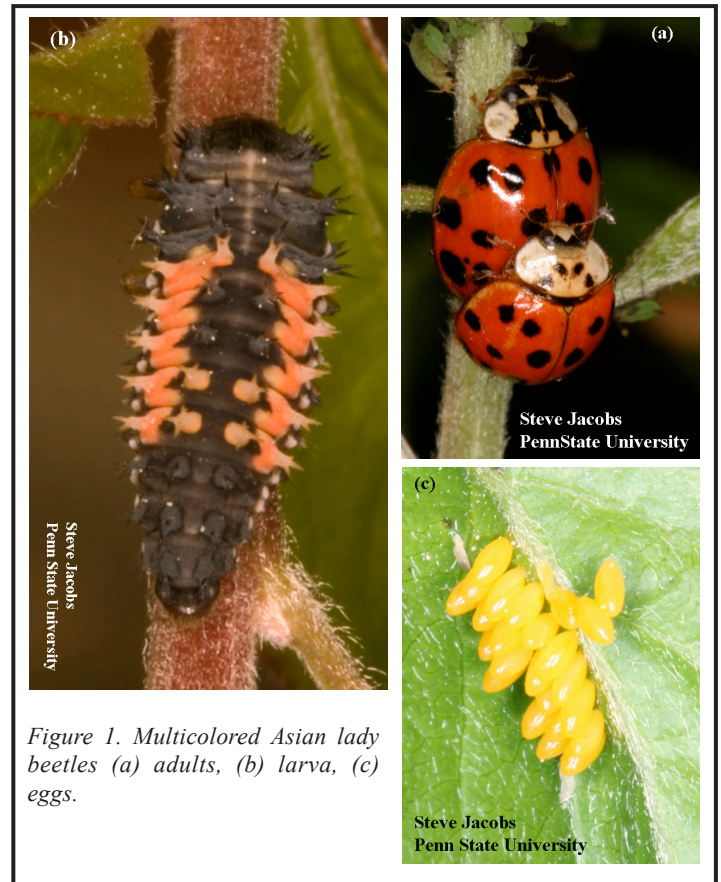 (b)
Steve Jacobs
Penn State University
(a)
Steve Jacobs
PennState University
(c)
Steve Jacobs
Penn State University
Figure 1. Multicolored Asian lady
beetles (a) adults, (b) larva, (c)
eggs.